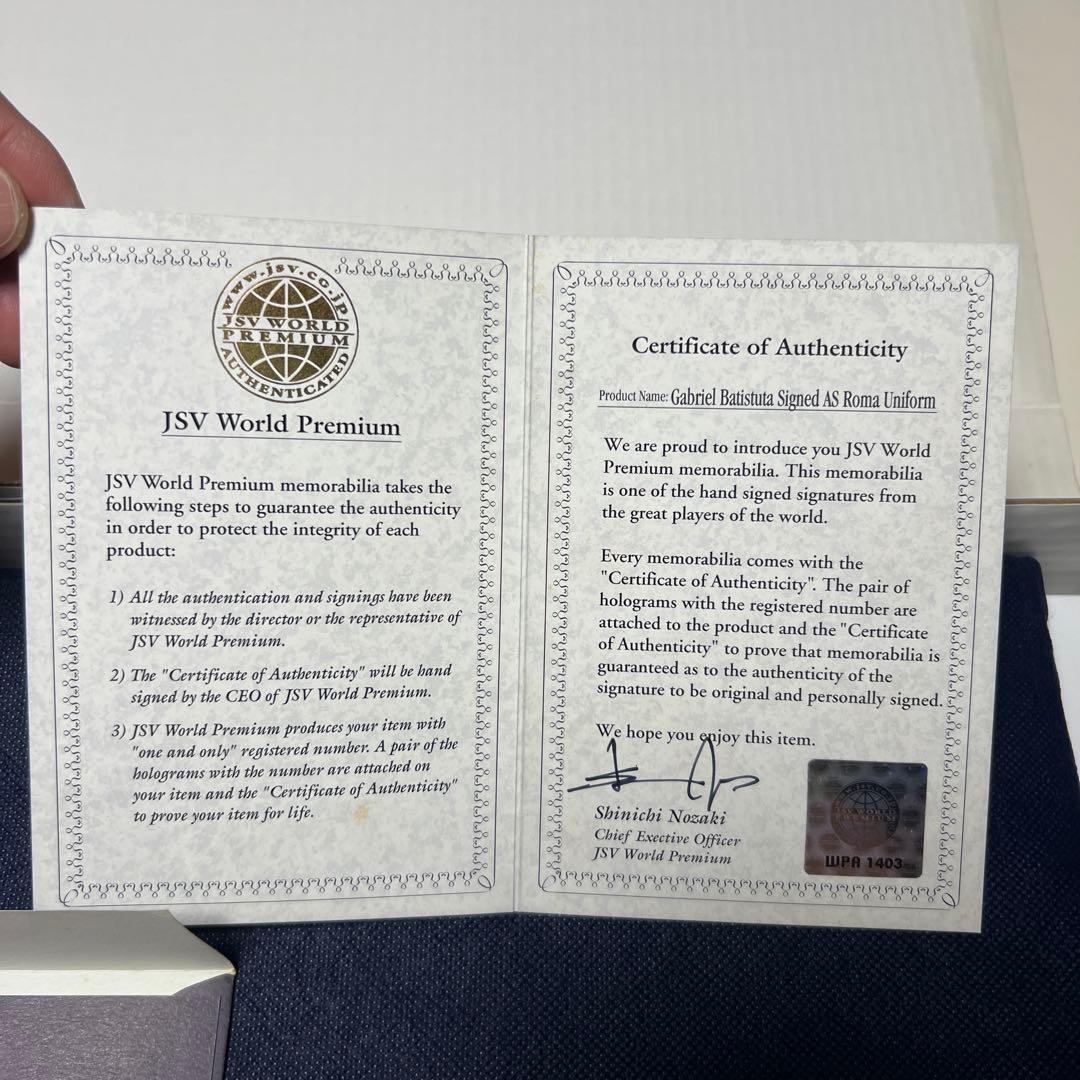 www.jsv.co.jp
JSV WORLD
PREMIUM
AUTHENTICATED
JSV World Premium
JSV World Premium memorabilia takes the
following steps to guarantee the authenticity
in order to protect the integrity of each
product:
1) All the authentication and signings have been
witnessed by the director or the representative of
JSV World Premium.
2) The "Certificate of Authenticity" will be hand
signed by the CEO of JSV World Premium.
3) JSV World Premium produces your item with
"one and only" registered number. A pair of the
holograms with the number are attached on
your item and the "Certificate of Authenticity"
to prove your item for life.
Certificate of Authenticity
Product Name: Gabriel Batistuta Signed AS Roma Uniform
We are proud to introduce you JSV World
Premium memorabilia. This memorabilia
is one of the hand signed signatures from
the great players of the world.
Every memorabilia comes with the
"Certificate of Authenticity". The pair of
holograms with the registered number are
attached to the product and the "Certificate
of Authenticity" to prove that memorabilia is
guaranteed as to the authenticity of the
signature to be original and personally signed.
We hope you enjoy this item.
Shinichi Nozaki
Chief Exective Officer
JSV World Premium
JSV WORLD
PREMIUM
WPA 1403